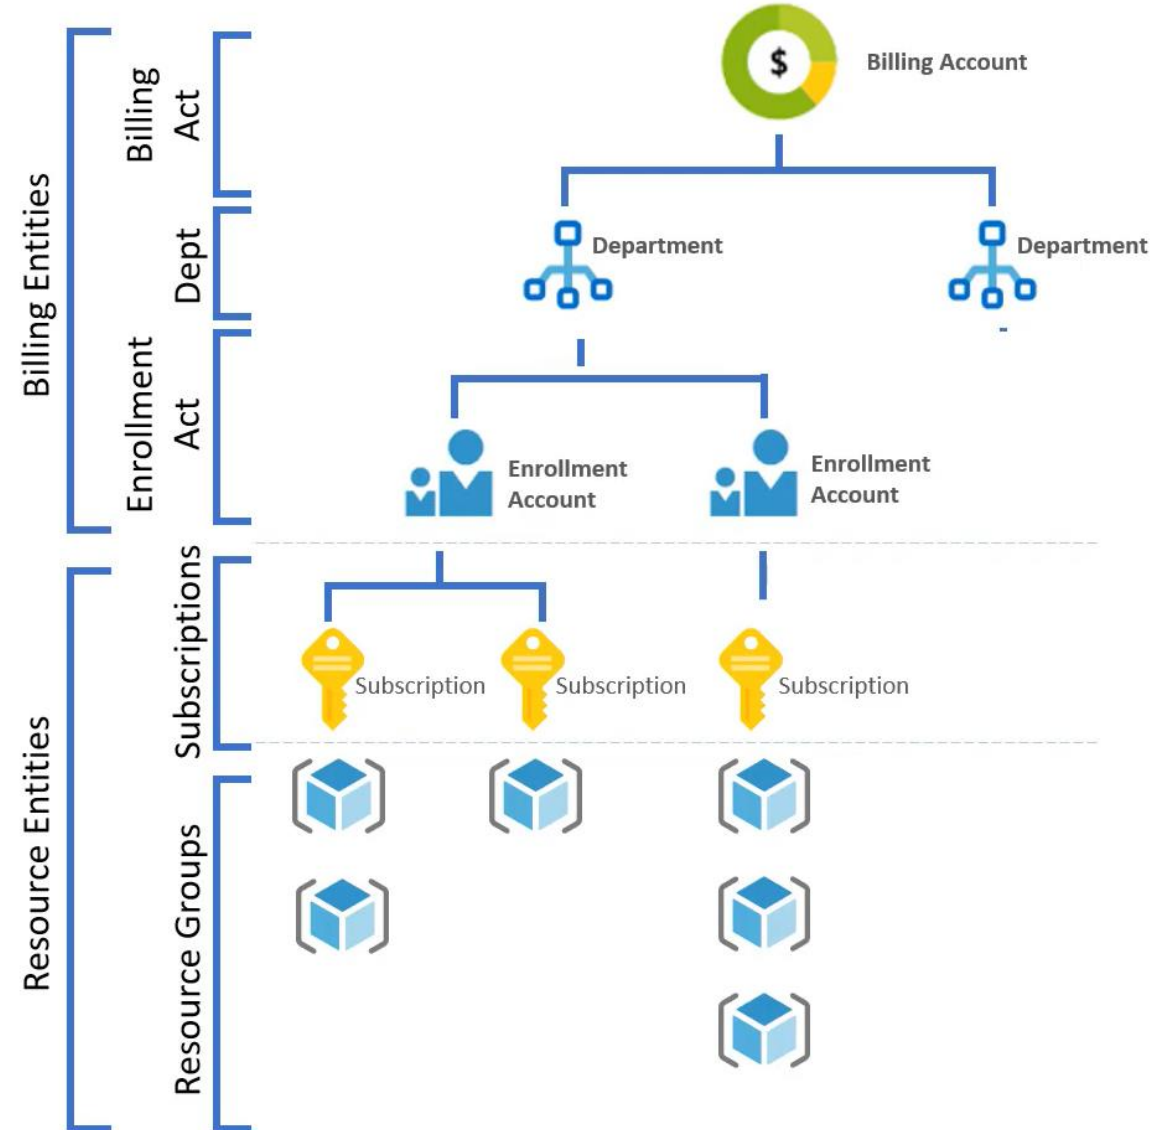 Billing Entities
Billing
Act
$
Billing Account
Dept
Department
Department
Enrollment
Act
Enrollment
Account
Enrollment
Account
Resource Entities
Subscriptions
Subscription
Subscription
Subscription
Resource Groups